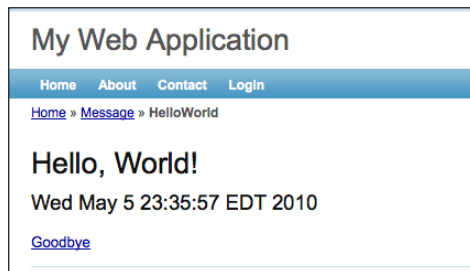 My Web Application
Home About Contact Login
Home » Message » HelloWorld
Hello, World!
Wed May 5 23:35:57 EDT 2010
Goodbye